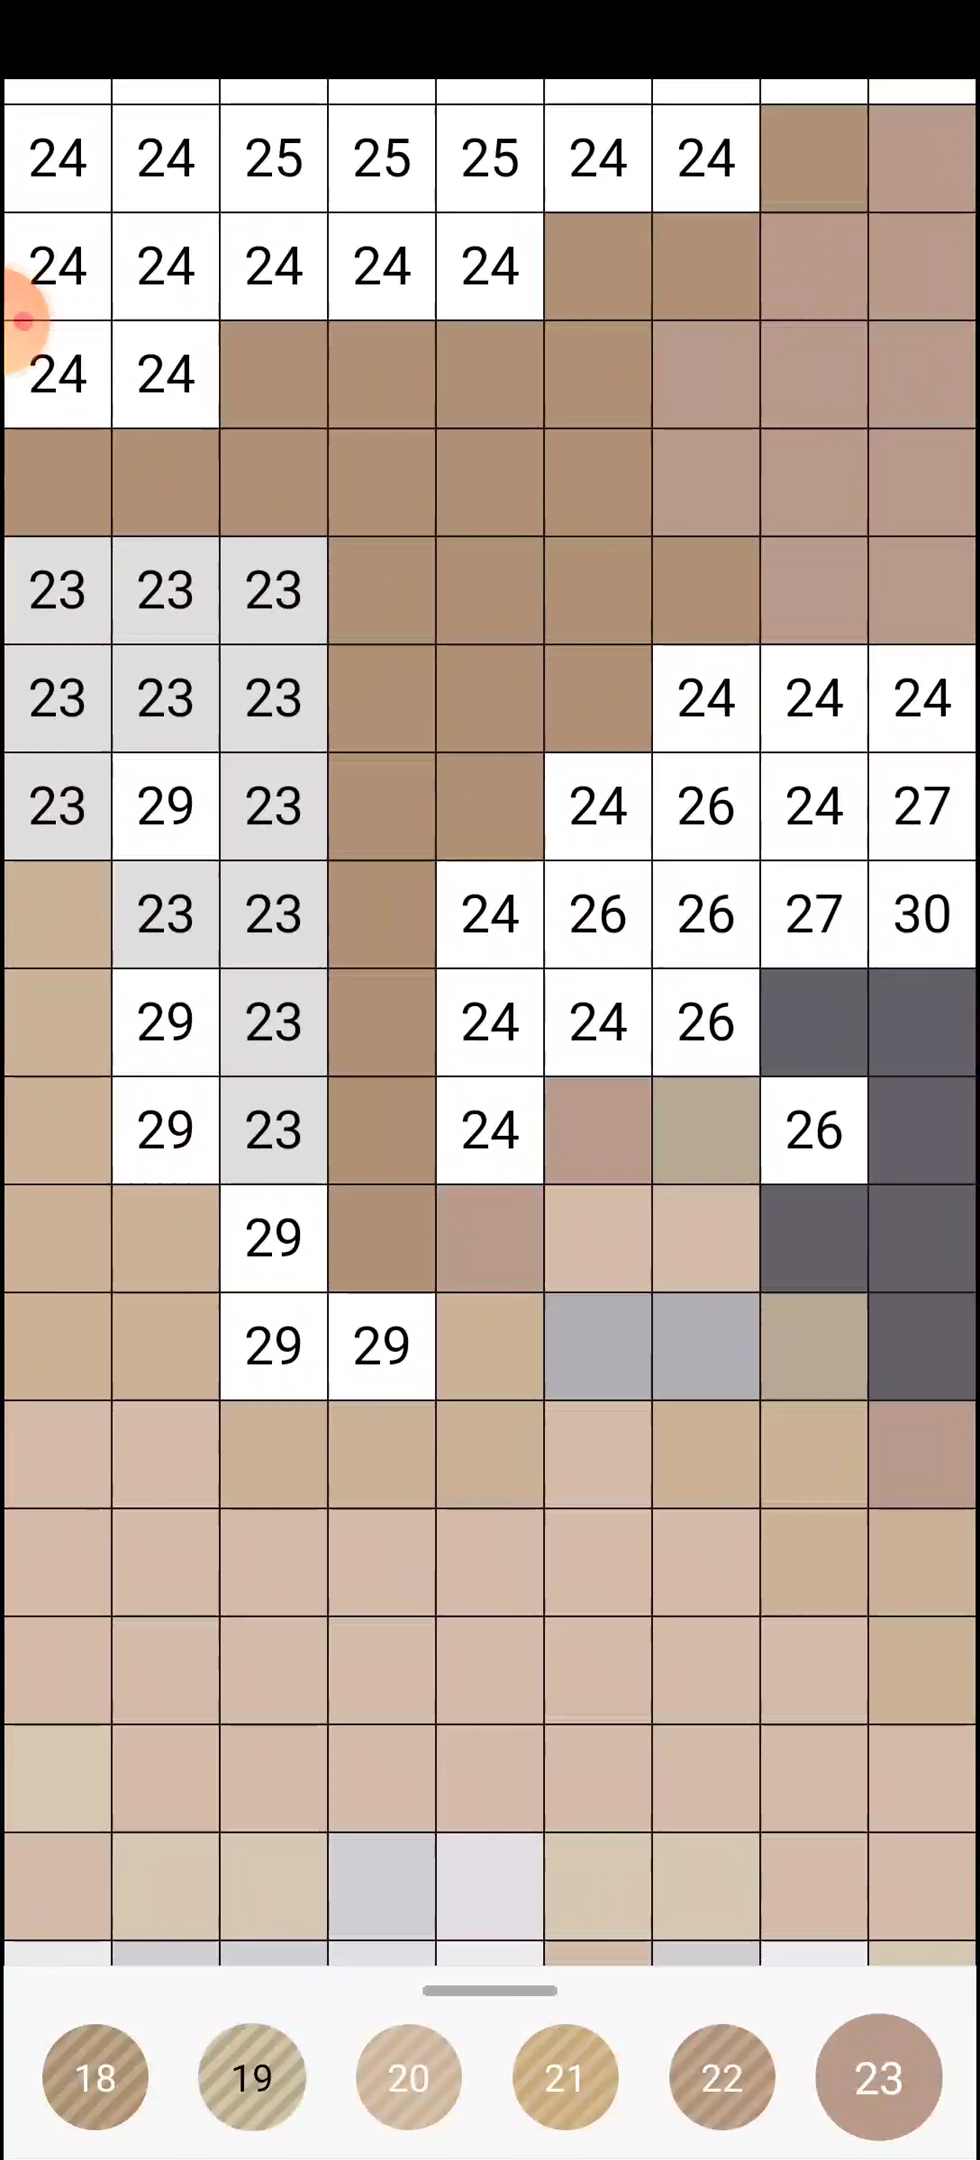 24 24 25 25 25 24 24
24 24 24 24 24
24 24
23 23 23
23 23 23 24 24 24
23 29 23 24 26 24 27
23 23 24 26 26 27 30
29 23 24 24 26
29 23 24 26
29
29 29
18 19 20 21 22 23